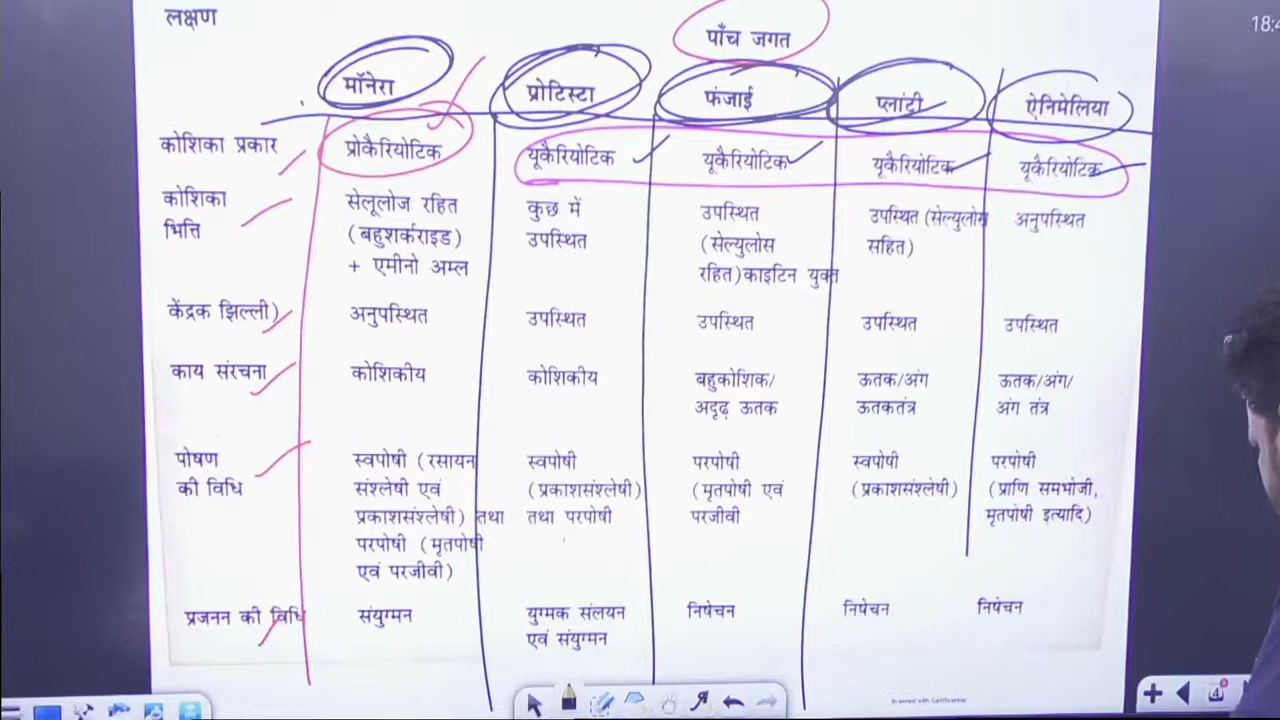 लक्षण
18:4
पाँच जगत
मॉनेरा प्रोटिस्टा फंजाई प्लांटी ऐनिमेलिया
कोशिका प्रकार प्रोकैरियोटिक यूकैरियोटिक यूकैरियोटिक यूकैरियोटिक यूकैरियोटिक
कोशिका सेलूलोज रहित कुछ में उपस्थित उपस्थित (सेल्युलोस अनुपस्थित
भित्ति (बहुशर्कराइड) उपस्थित (सेल्युलोस सहित)
+ एमीनो अम्ल रहित)काइटिन युक्त
केंद्रक झिल्ली) अनुपस्थित उपस्थित उपस्थित उपस्थित उपस्थित
काय संरचना कोशिकीय कोशिकीय बहुकोशिक/ ऊतक/अंग ऊतक/अंग/
अदृढ़ ऊतक ऊतकतंत्र अंग तंत्र
पोषण स्वपोषी (रसायन स्वपोषी परपोषी स्वपोषी परपोषी
की विधि संश्लेषी एवं (प्रकाशसंश्लेषी) (मृतपोषी एवं (प्रकाशसंश्लेषी) (प्राणि समभोजी,
प्रकाशसंश्लेषी) तथा तथा परपोषी परजीवी मृतपोषी इत्यादि)
परपोषी (मृतपोषी
एवं परजीवी)
प्रजनन की विधि संयुग्मन युग्मक संलयन निषेचन निषेचन निषेचन
एवं संयुग्मन